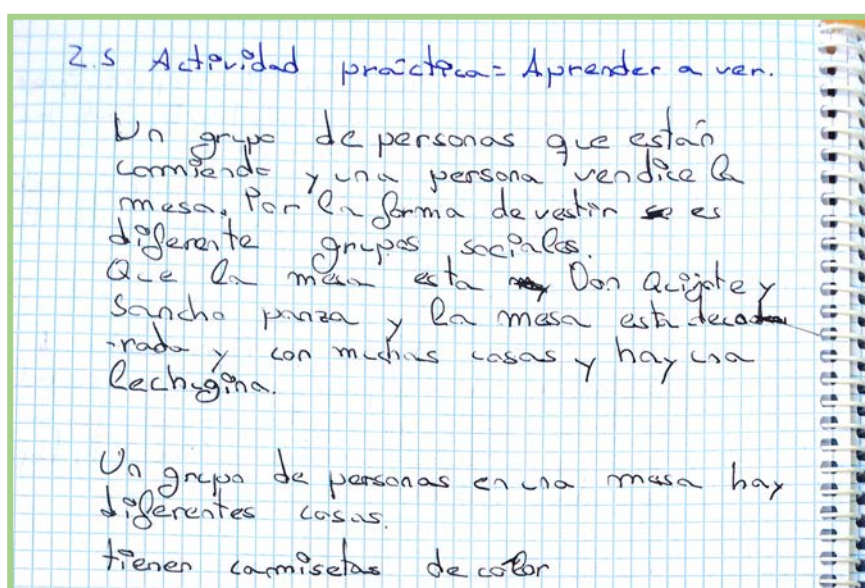 2.5 Actividad práctica = Aprender a ver.
Un grupo de personas que están
comiendo y una persona vendice la
mesa. Por la forma de vestir es
diferente grupos sociales.
Que la mesa esta Don Quijote y
Sancho panza y la mesa esta deco
-rada y con muchas cosas y hay una
lechugina.
Un grupo de personas en una mesa hay
diferentes cosas.
tienen camisetas de color